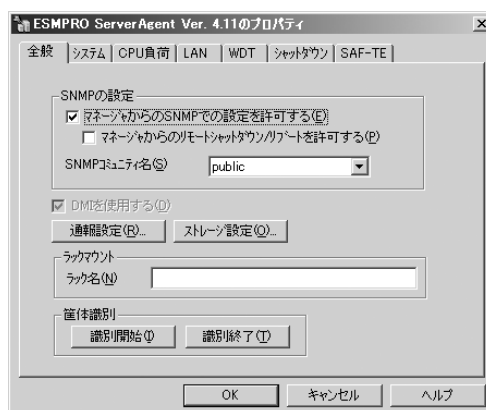 ESMPRO ServerAgent Ver. 4.11のプロパティ
全般 システム CPU負荷 LAN WDT シャットダウン SAF-TE
SNMPの設定
マネージャからのSNMPでの設定を許可する(E)
マネージャからのリモートシャットダウン/リブートを許可する(P)
SNMPコミュニティ名(S) public
DMIを使用する(D)
通報設定(R)... ストレージ設定(O)...
ラックマウント
ラック名(N)
筐体識別
識別開始(I) 識別終了(T)
OK キャンセル ヘルプ